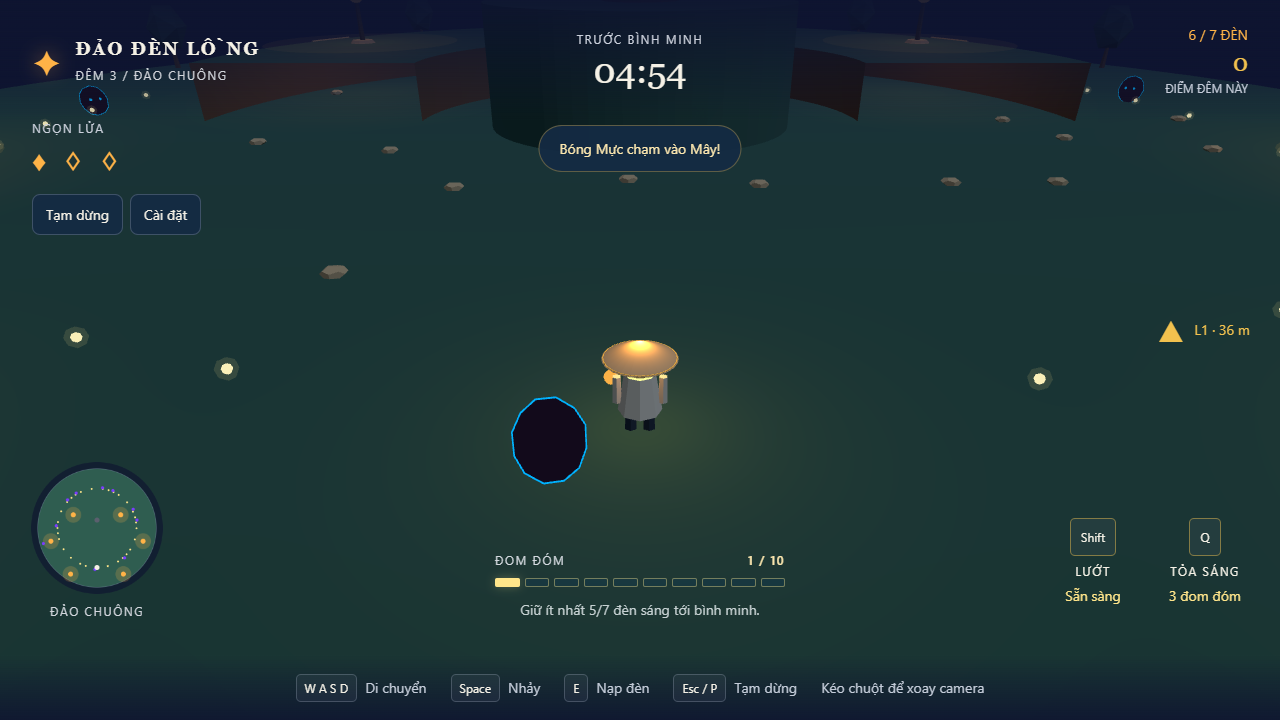 ĐẢO ĐÈN LỒNG
ĐÊM 3 / ĐẢO CHUÔNG
NGỌN LỬA
Tạm dừng
Cài đặt
TRƯỚC BÌNH MINH
04:54
Bóng Mực chạm vào Mây!
6 / 7 ĐÈN
0
ĐIỂM ĐÊM NÀY
L1 · 36 m
ĐẢO CHUÔNG
ĐOM ĐÓM 1 / 10
Giữ ít nhất 5/7 đèn sáng tới bình minh.
Shift
LƯỚT
Sẵn sàng
Q
TỎA SÁNG
3 đom đóm
W A S D Di chuyển Space Nhảy E Nạp đèn Esc / P Tạm dừng Kéo chuột để xoay camera